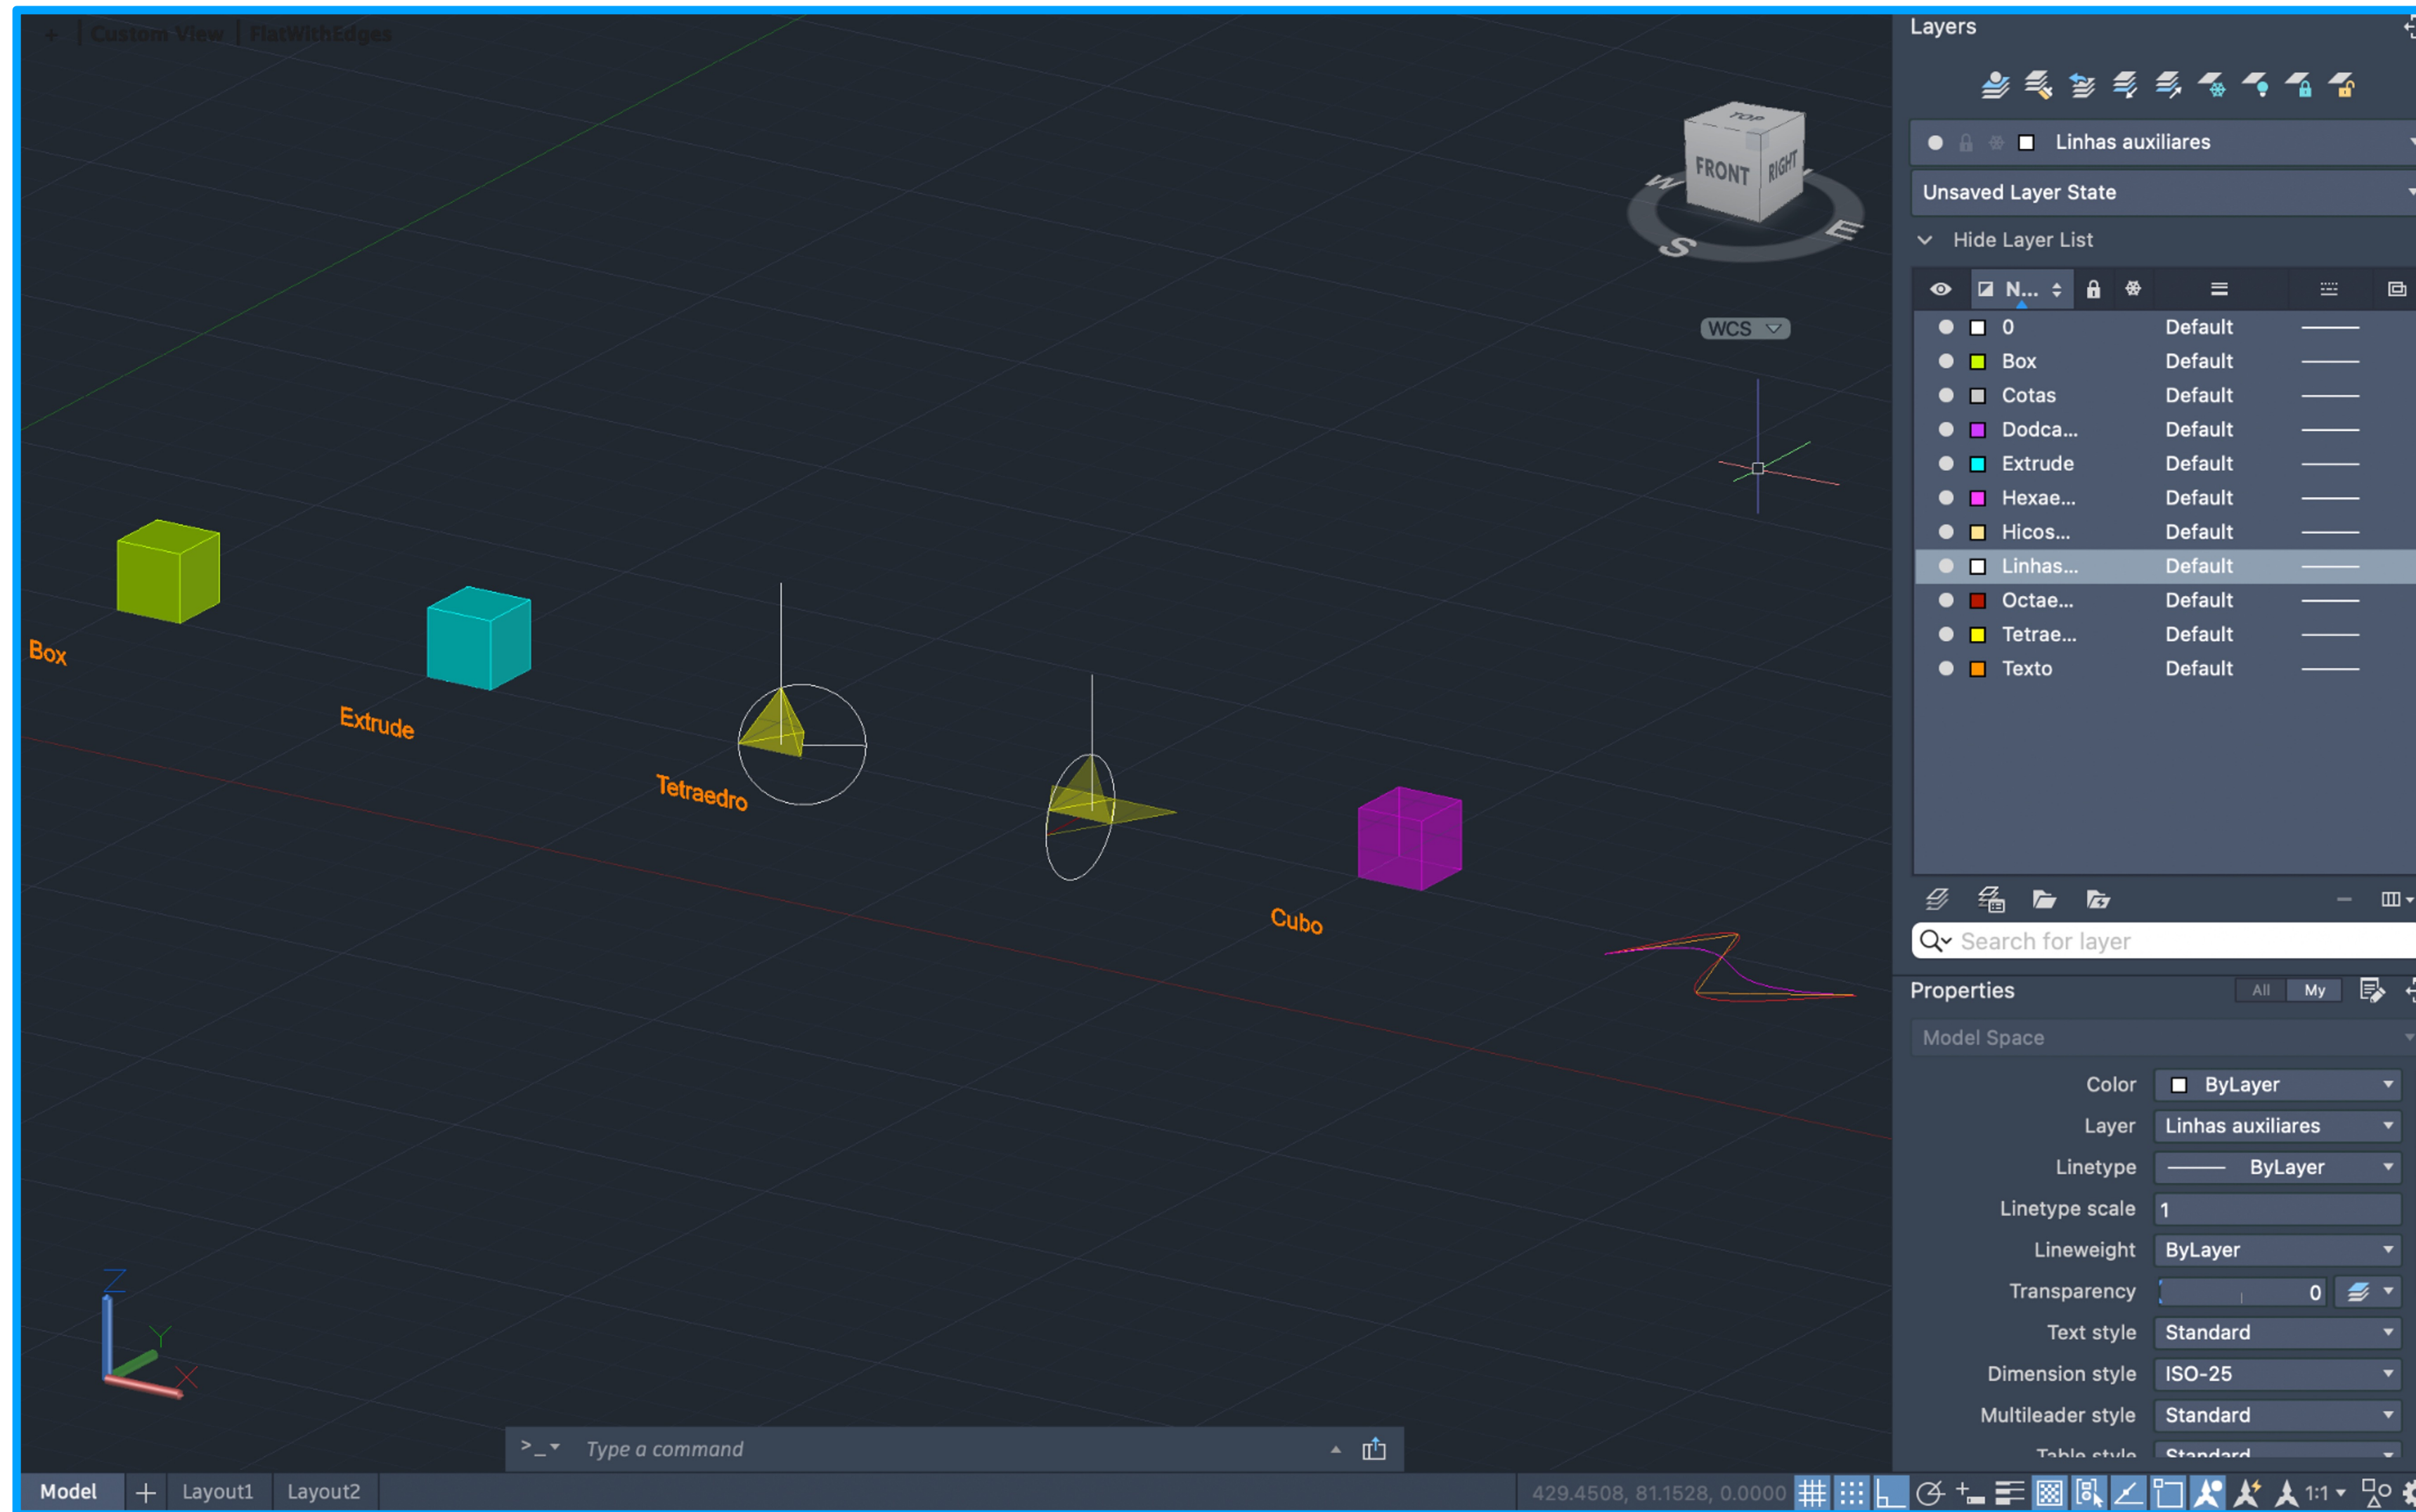 + | Custom View | FlatWithEdges
TOP
FRONT
RIGHT
W
S
E
WCS
Box
Extrude
Tetraedro
Cubo
Z
Y
X
>_ Type a command
Model + Layout1 Layout2
429.4508, 81.1528, 0.0000
1:1
Layers
Linhas auxiliares
Unsaved Layer State
Hide Layer List
N...
0 Default
Box Default
Cotas Default
Dodca... Default
Extrude Default
Hexae... Default
Hicos... Default
Linhas... Default
Octae... Default
Tetrae... Default
Texto Default
Search for layer
Properties All My
Model Space
Color ByLayer
Layer Linhas auxiliares
Linetype ByLayer
Linetype scale 1
Lineweight ByLayer
Transparency 0
Text style Standard
Dimension style ISO-25
Multileader style Standard
Table style Standard